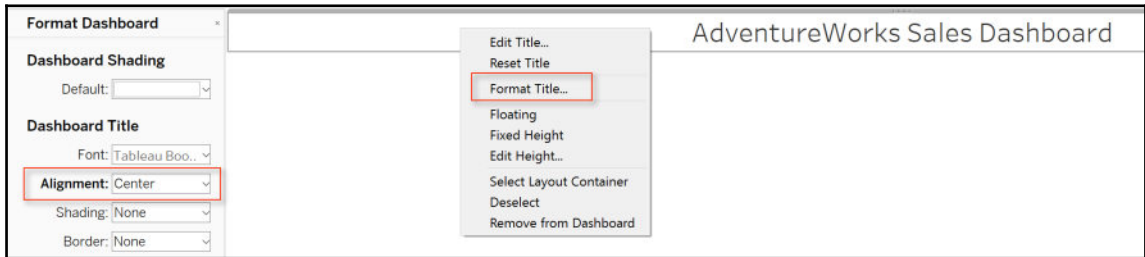 Format Dashboard
Dashboard Shading
Default:
Dashboard Title
Font: Tableau Boo..
Alignment: Center
Shading: None
Border: None
Edit Title...
Reset Title
Format Title...
Floating
Fixed Height
Edit Height...
Select Layout Container
Deselect
Remove from Dashboard
AdventureWorks Sales Dashboard